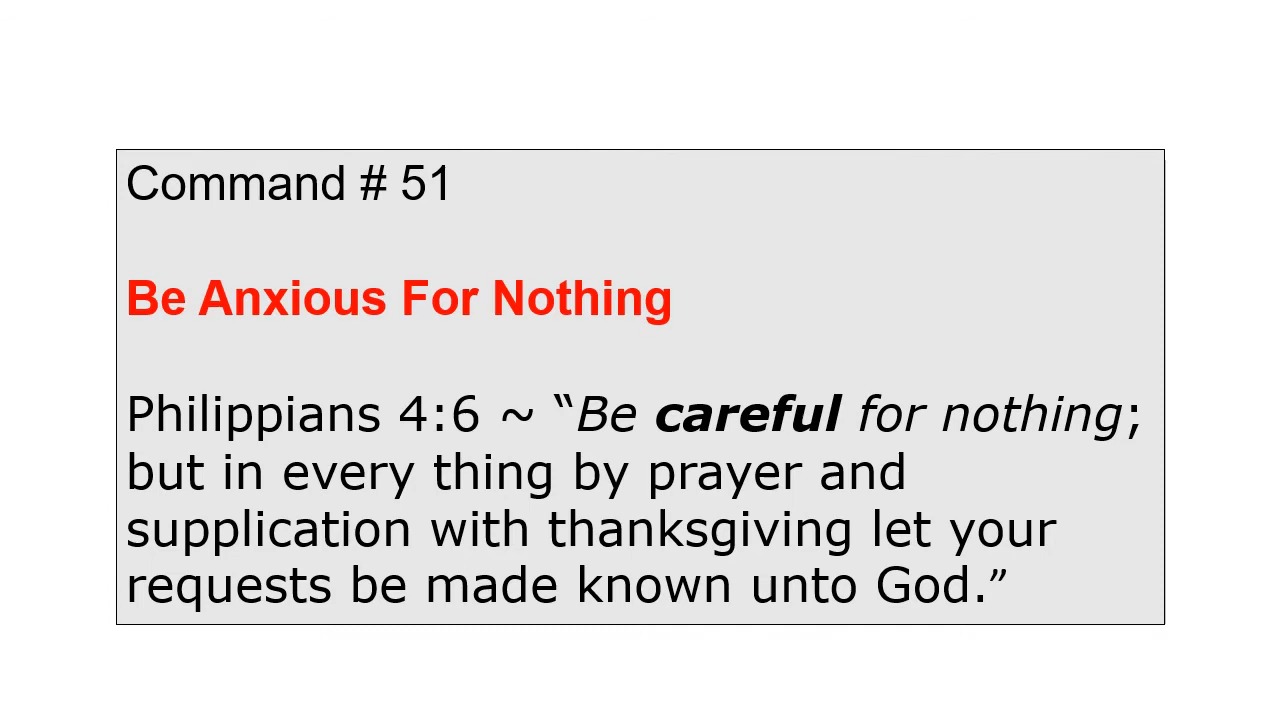 Command # 51
Be Anxious For Nothing
Philippians 4:6 ~ “Be careful for nothing;
but in every thing by prayer and
supplication with thanksgiving let your
requests be made known unto God.”